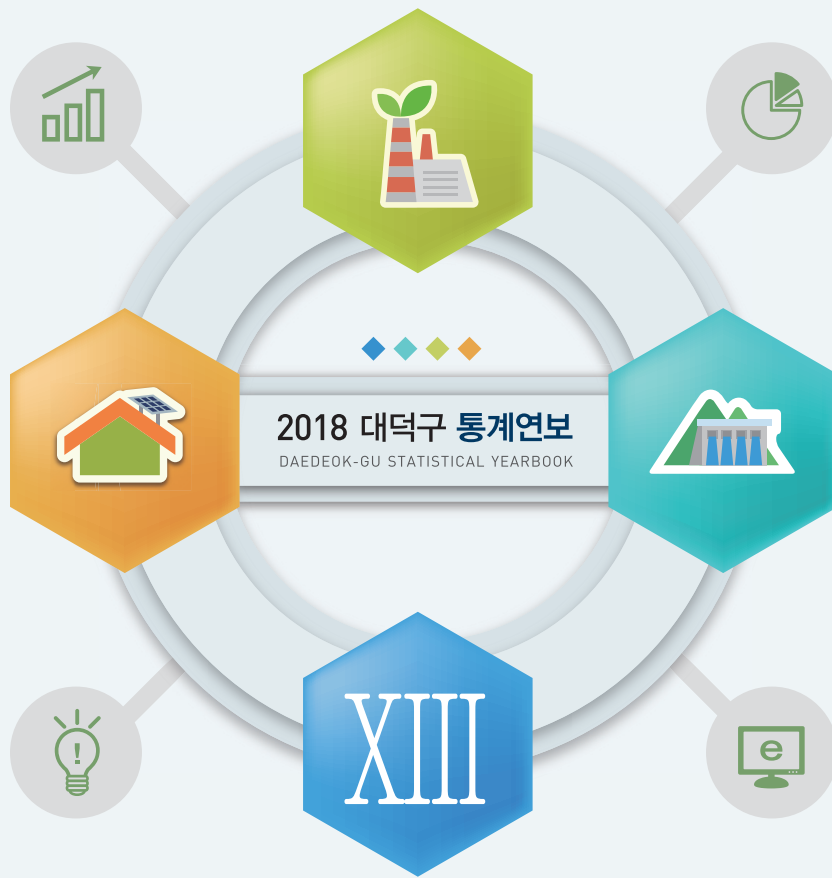 2018 대덕구 통계연보
DAEDEOK-GU STATISTICAL YEARBOOK
XIII
!
e